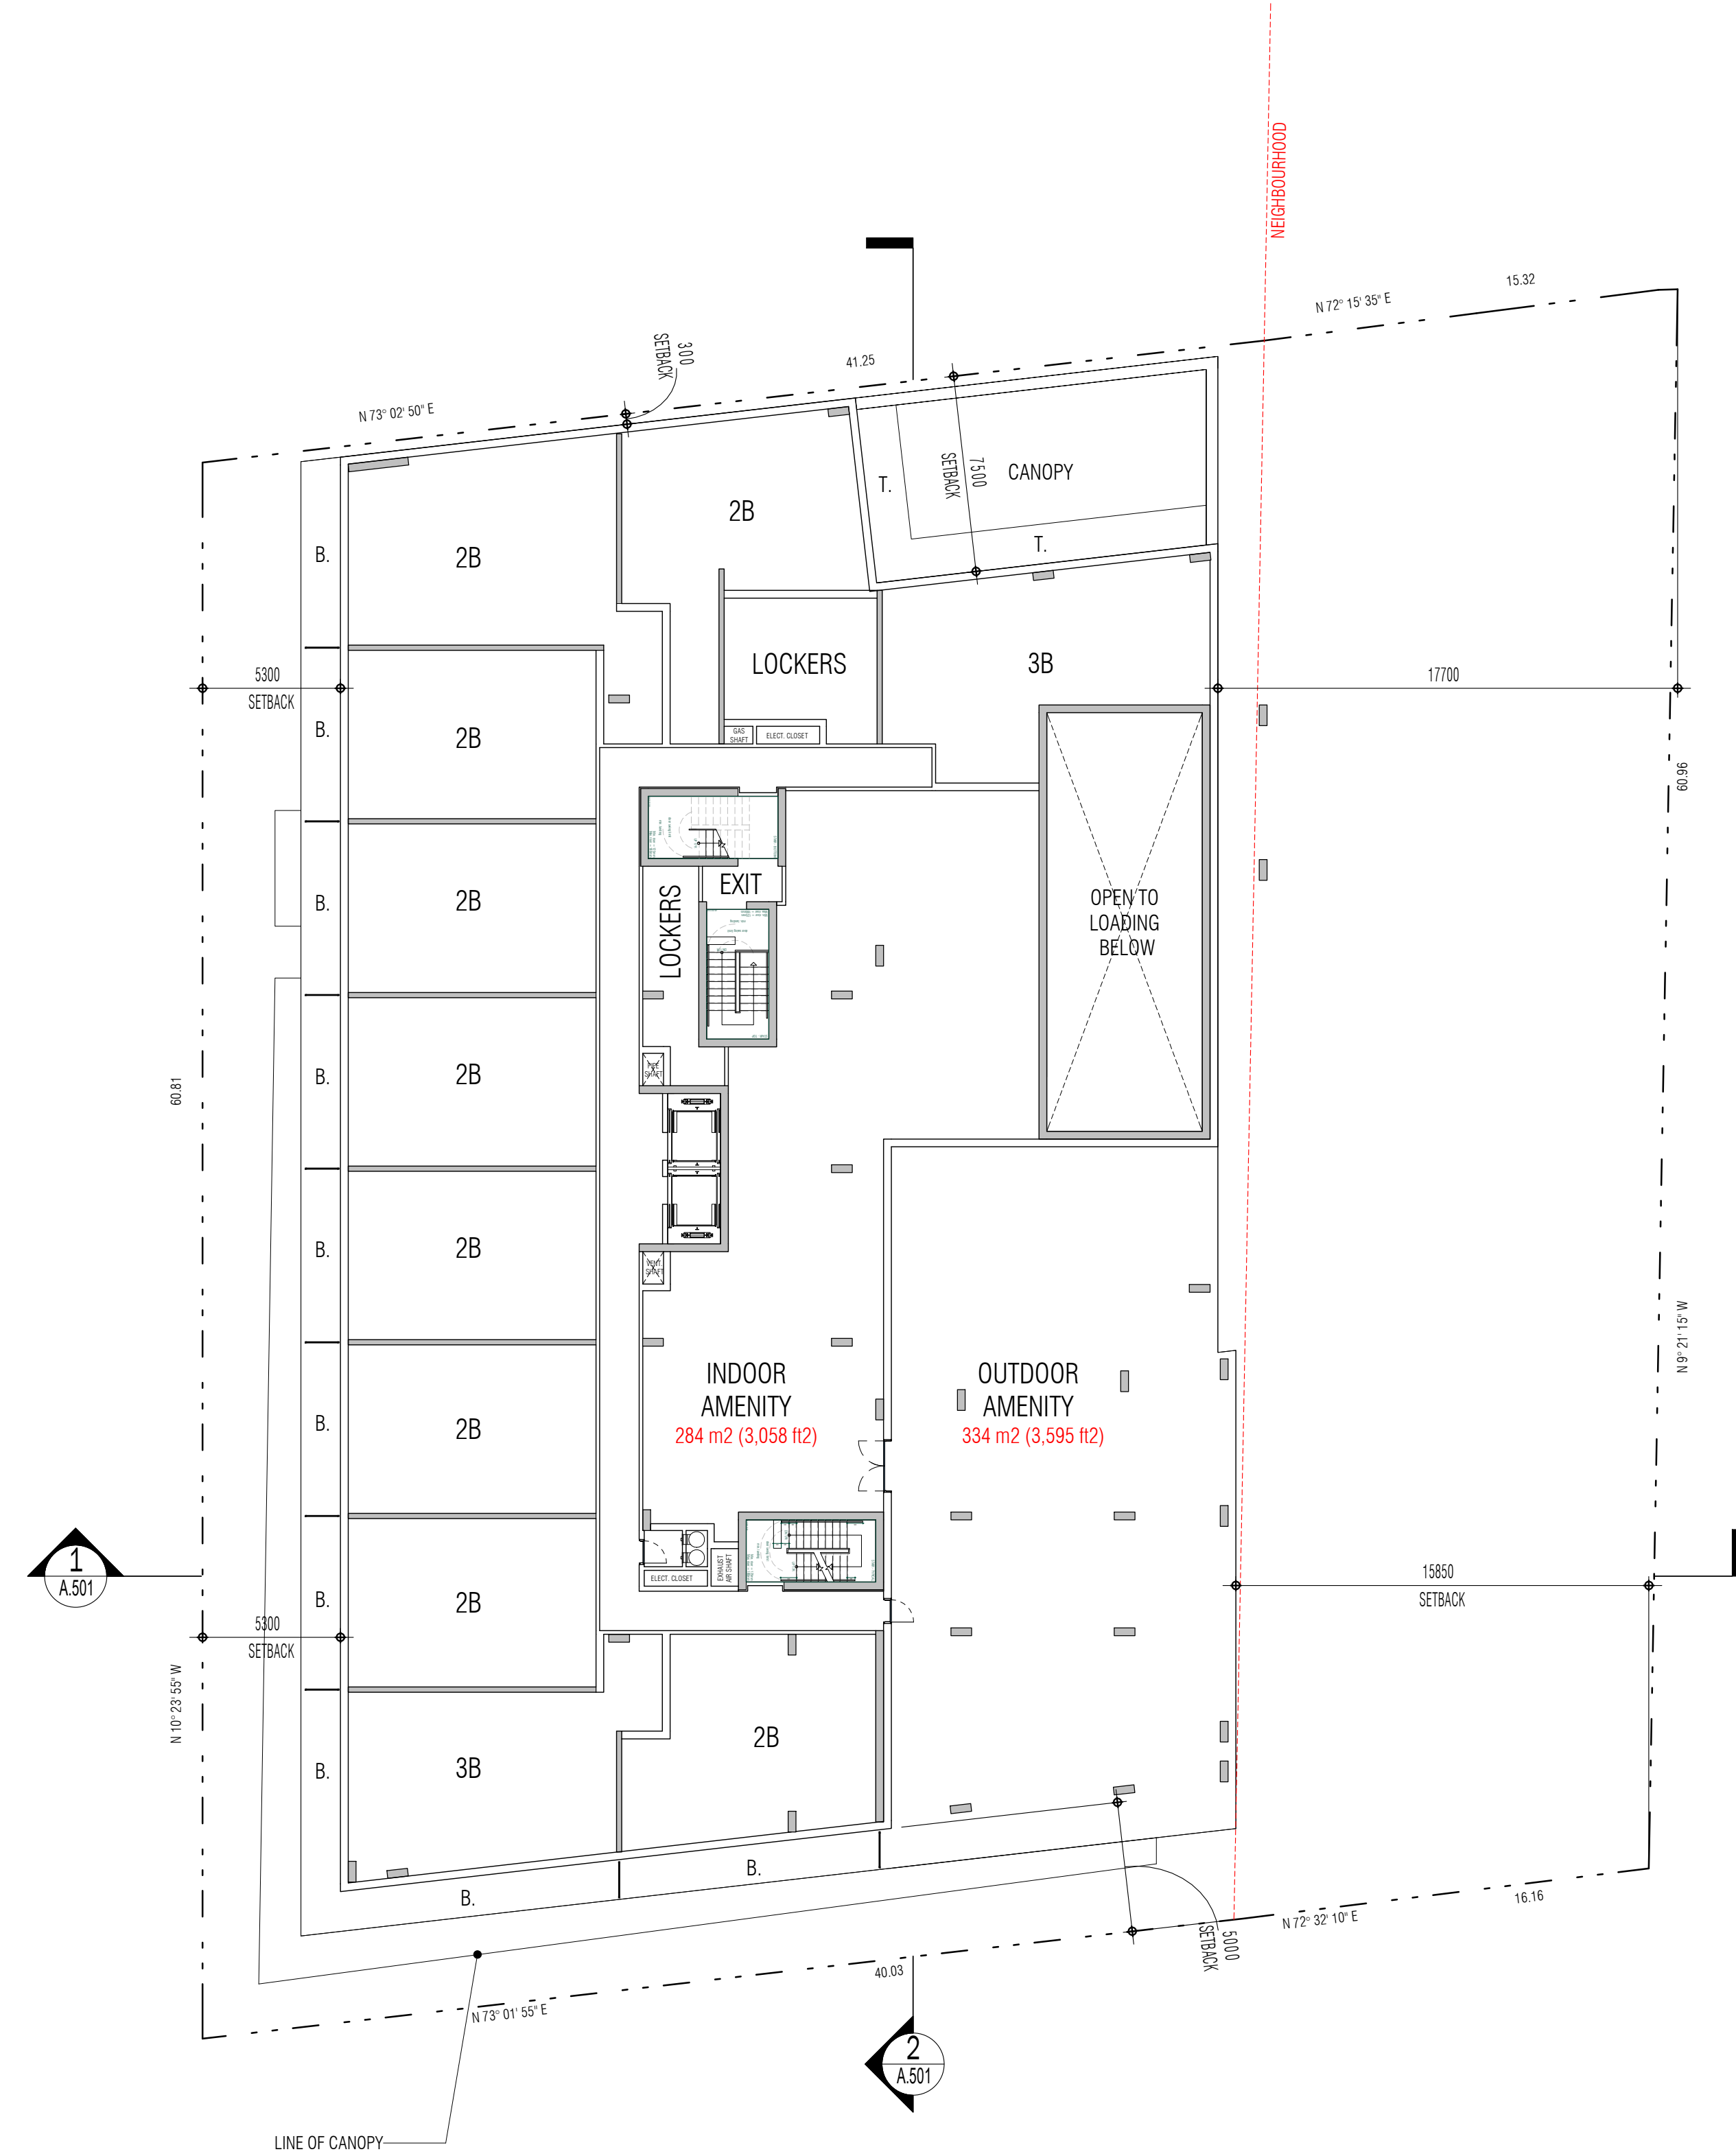 NEIGHBOURHOOD
15.32
N 72° 15' 35" E
300
SETBACK
41.25
N 73° 02' 50" E
7500
SETBACK
CANOPY
T.
T.
2B
2B
B.
LOCKERS
3B
5300
SETBACK
17700
B.
2B
GAS
SHAFT
ELECT. CLOSET
60.96
EXIT
LOCKERS
B.
2B
OPEN TO
LOADING
BELOW
PIPE
SHAFT
B.
2B
60.81
B.
2B
VENT.
SHAFT
N 9° 21' 15" W
INDOOR
AMENITY
284 m2 (3,058 ft2)
OUTDOOR
AMENITY
334 m2 (3,595 ft2)
B.
2B
1
A.501
ELECT. CLOSET
EXHAUST
AIR SHAFT
15850
SETBACK
B.
2B
5300
SETBACK
N 10° 23' 55" W
2B
B.
3B
B.
B.
16.16
N 72° 32' 10" E
5000
SETBACK
40.03
N 73° 01' 55" E
2
A.501
LINE OF CANOPY